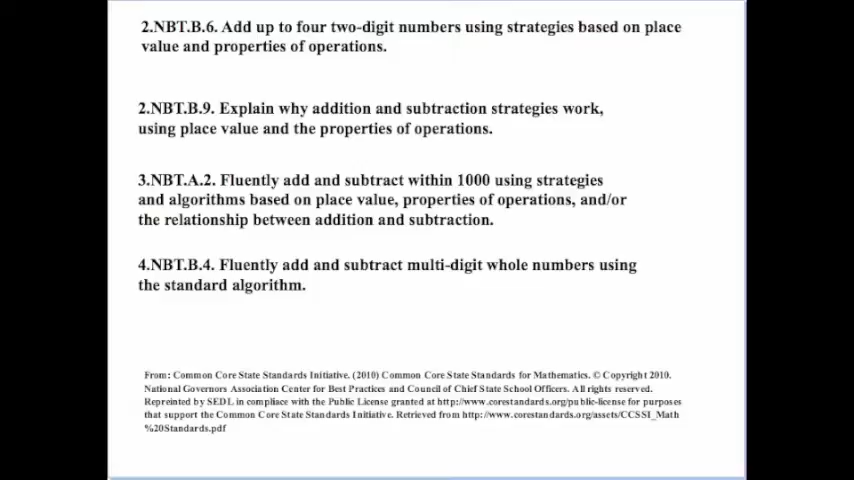 2.NBT.B.6. Add up to four two-digit numbers using strategies based on place
value and properties of operations.
2.NBT.B.9. Explain why addition and subtraction strategies work,
using place value and the properties of operations.
3.NBT.A.2. Fluently add and subtract within 1000 using strategies
and algorithms based on place value, properties of operations, and/or
the relationship between addition and subtraction.
4.NBT.B.4. Fluently add and subtract multi-digit whole numbers using
the standard algorithm.
From: Common Core State Standards Initiative. (2010) Common Core State Standards for Mathematics. © Copyright 2010.
National Governors Association Center for Best Practices and Council of Chief State School Officers. All rights reserved.
Repreinted by SEDL in compliance with the Public License granted at http://www.corestandards.org/public-license for purposes
that support the Common Core State Standards Initiative. Retrieved from http://www.corestandards.org/assets/CCSSI_Math
%20Standards.pdf